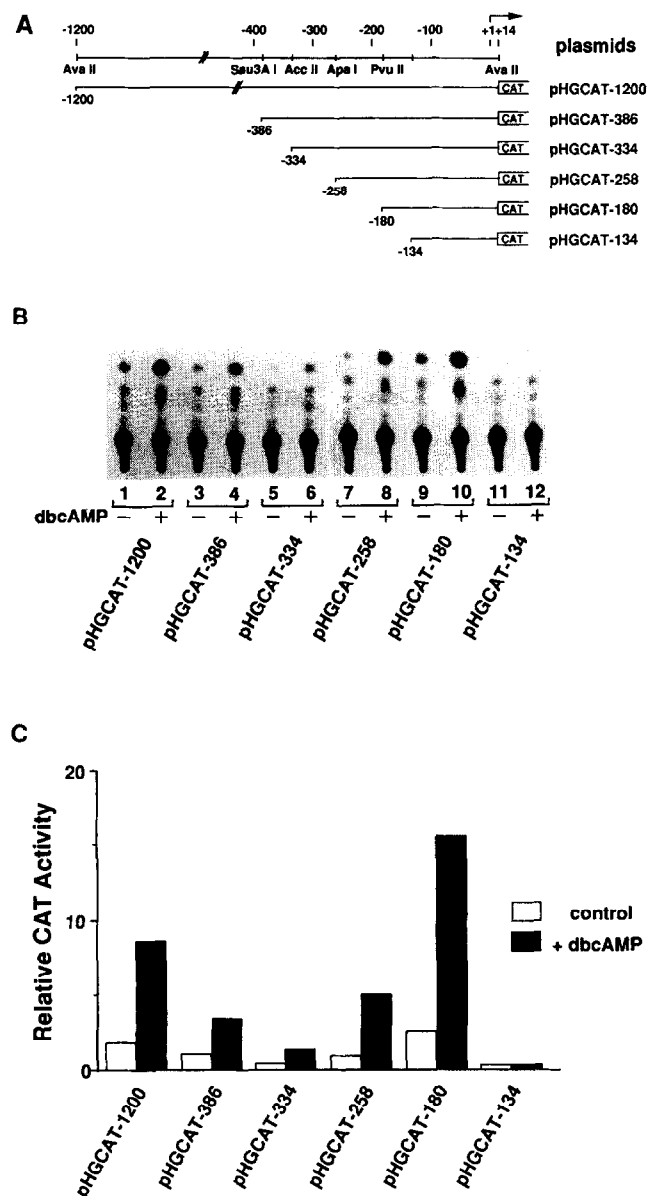 A
-1200 -400 -300 -200 -100 +1+14 plasmids
Ava II Sau3A I Acc II Apa I Pvu II Ava II
-1200 CAT pHGCAT-1200
-386 CAT pHGCAT-386
-334 CAT pHGCAT-334
-258 CAT pHGCAT-258
-180 CAT pHGCAT-180
-134 CAT pHGCAT-134
B
1 2 3 4 5 6 7 8 9 10 11 12
dbcAMP − + − + − + − + − + − +
pHGCAT-1200 pHGCAT-386 pHGCAT-334 pHGCAT-258 pHGCAT-180 pHGCAT-134
C
20
10
0
Relative CAT Activity
control
+ dbcAMP
pHGCAT-1200 pHGCAT-386 pHGCAT-334 pHGCAT-258 pHGCAT-180 pHGCAT-134